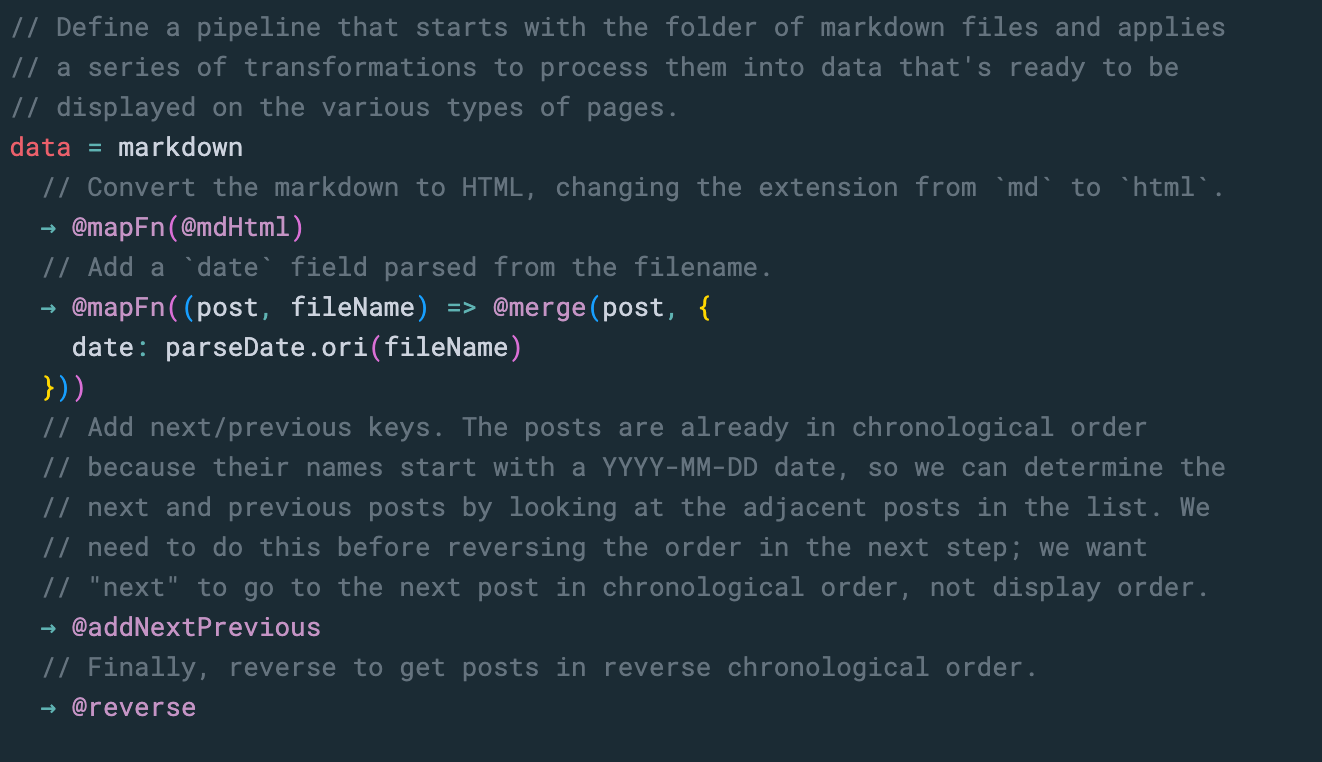 // Define a pipeline that starts with the folder of markdown files and applies
// a series of transformations to process them into data that's ready to be
// displayed on the various types of pages.
data = markdown
  // Convert the markdown to HTML, changing the extension from `md` to `html`.
  → @mapFn(@mdHtml)
  // Add a `date` field parsed from the filename.
  → @mapFn((post, fileName) => @merge(post, {
    date: parseDate.ori(fileName)
  }))
  // Add next/previous keys. The posts are already in chronological order
  // because their names start with a YYYY-MM-DD date, so we can determine the
  // next and previous posts by looking at the adjacent posts in the list. We
  // need to do this before reversing the order in the next step; we want
  // "next" to go to the next post in chronological order, not display order.
  → @addNextPrevious
  // Finally, reverse to get posts in reverse chronological order.
  → @reverse